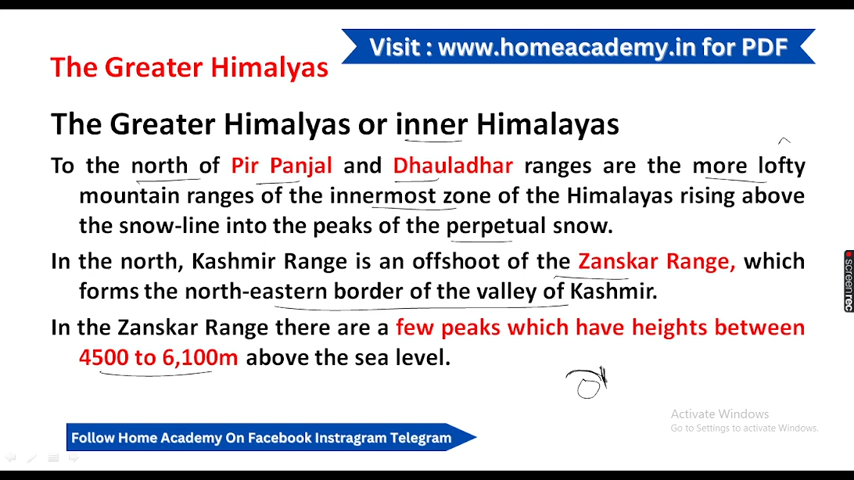 Visit : www.homeacademy.in for PDF
The Greater Himalyas
The Greater Himalyas or inner Himalayas
To the north of Pir Panjal and Dhauladhar ranges are the more lofty
mountain ranges of the innermost zone of the Himalayas rising above
the snow-line into the peaks of the perpetual snow.
In the north, Kashmir Range is an offshoot of the Zanskar Range, which
forms the north-eastern border of the valley of Kashmir.
In the Zanskar Range there are a few peaks which have heights between
4500 to 6,100m above the sea level.
Activate Windows
Go to Settings to activate Windows.
Follow Home Academy On Facebook Instragram Telegram
screenrec